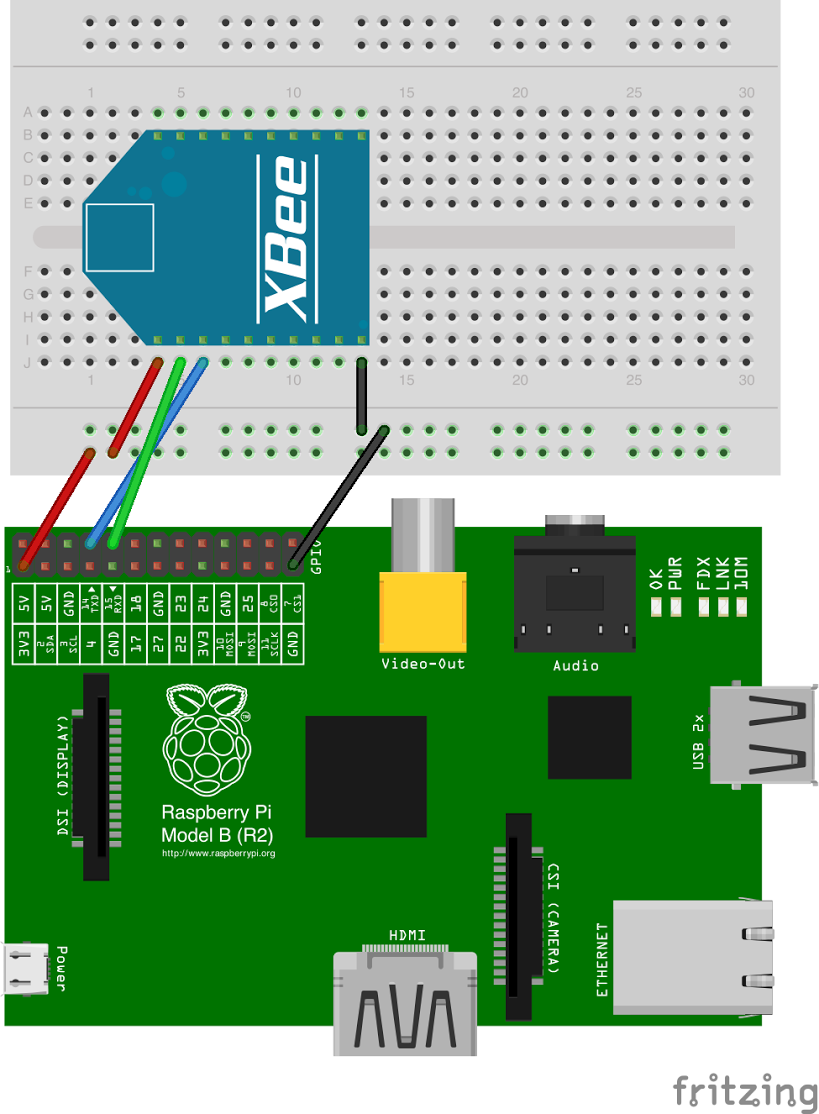 1 5 10 15 20 25 30
A
B
C
D
E
XBee
F
G
H
I
J
1 10 15 20 25 30
1
GPIO
5V 5V GND 14 TXD 15 RXD 18 GND 23 24 GND 25 8 CS0 7 CS1
3V3 2 SDA 3 SCL 4 GND 17 27 22 3V3 10 MOSI 9 MOSI 11 SCLK GND
OK PWR FDX LNK 10M
Video-Out
Audio
USB 2x
DSI (DISPLAY)
TM
Raspberry Pi
Model B (R2)
http://www.raspberrypi.org
CSI (CAMERA)
HDMI
ETHERNET
Power
fritzing